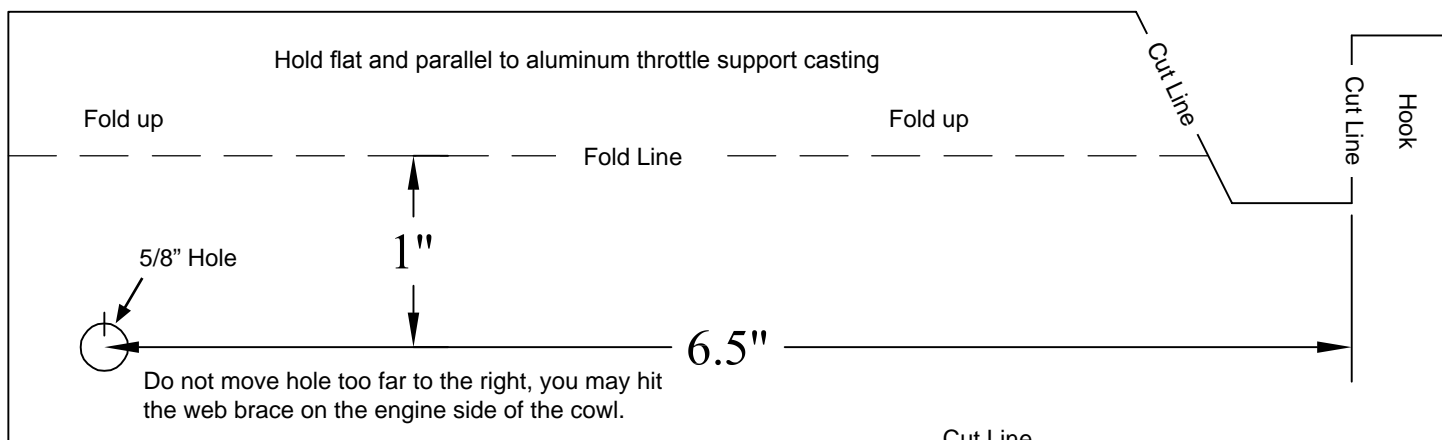 Hold flat and parallel to aluminum throttle support casting
Cut Line
Cut Line
Hook
Fold up
Fold up
Fold Line
1"
5/8” Hole
6.5"
Do not move hole too far to the right, you may hit
the web brace on the engine side of the cowl.
Cut Line